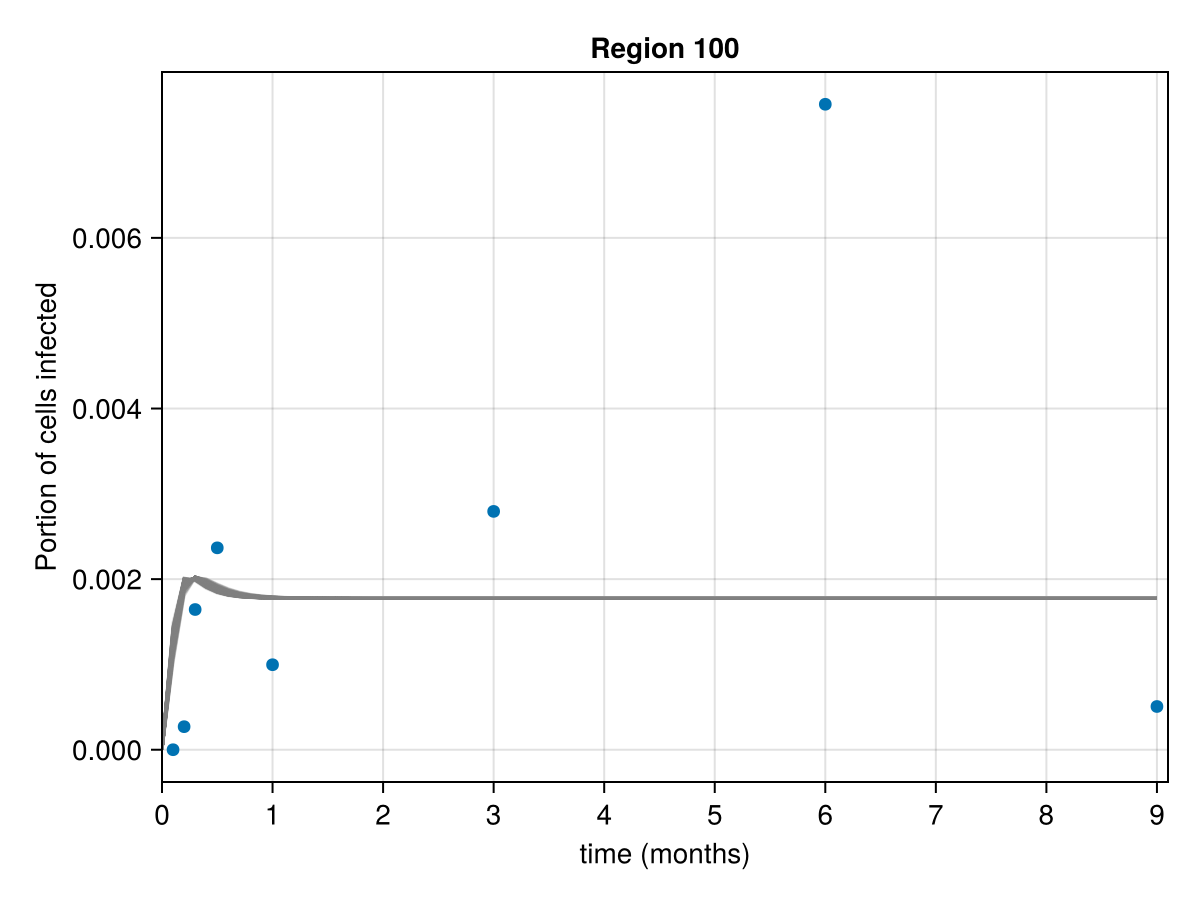 Region 100
Portion of cells infected
0.006
0.004
0.002
0.000
0 1 2 3 4 5 6 7 8 9
time (months)